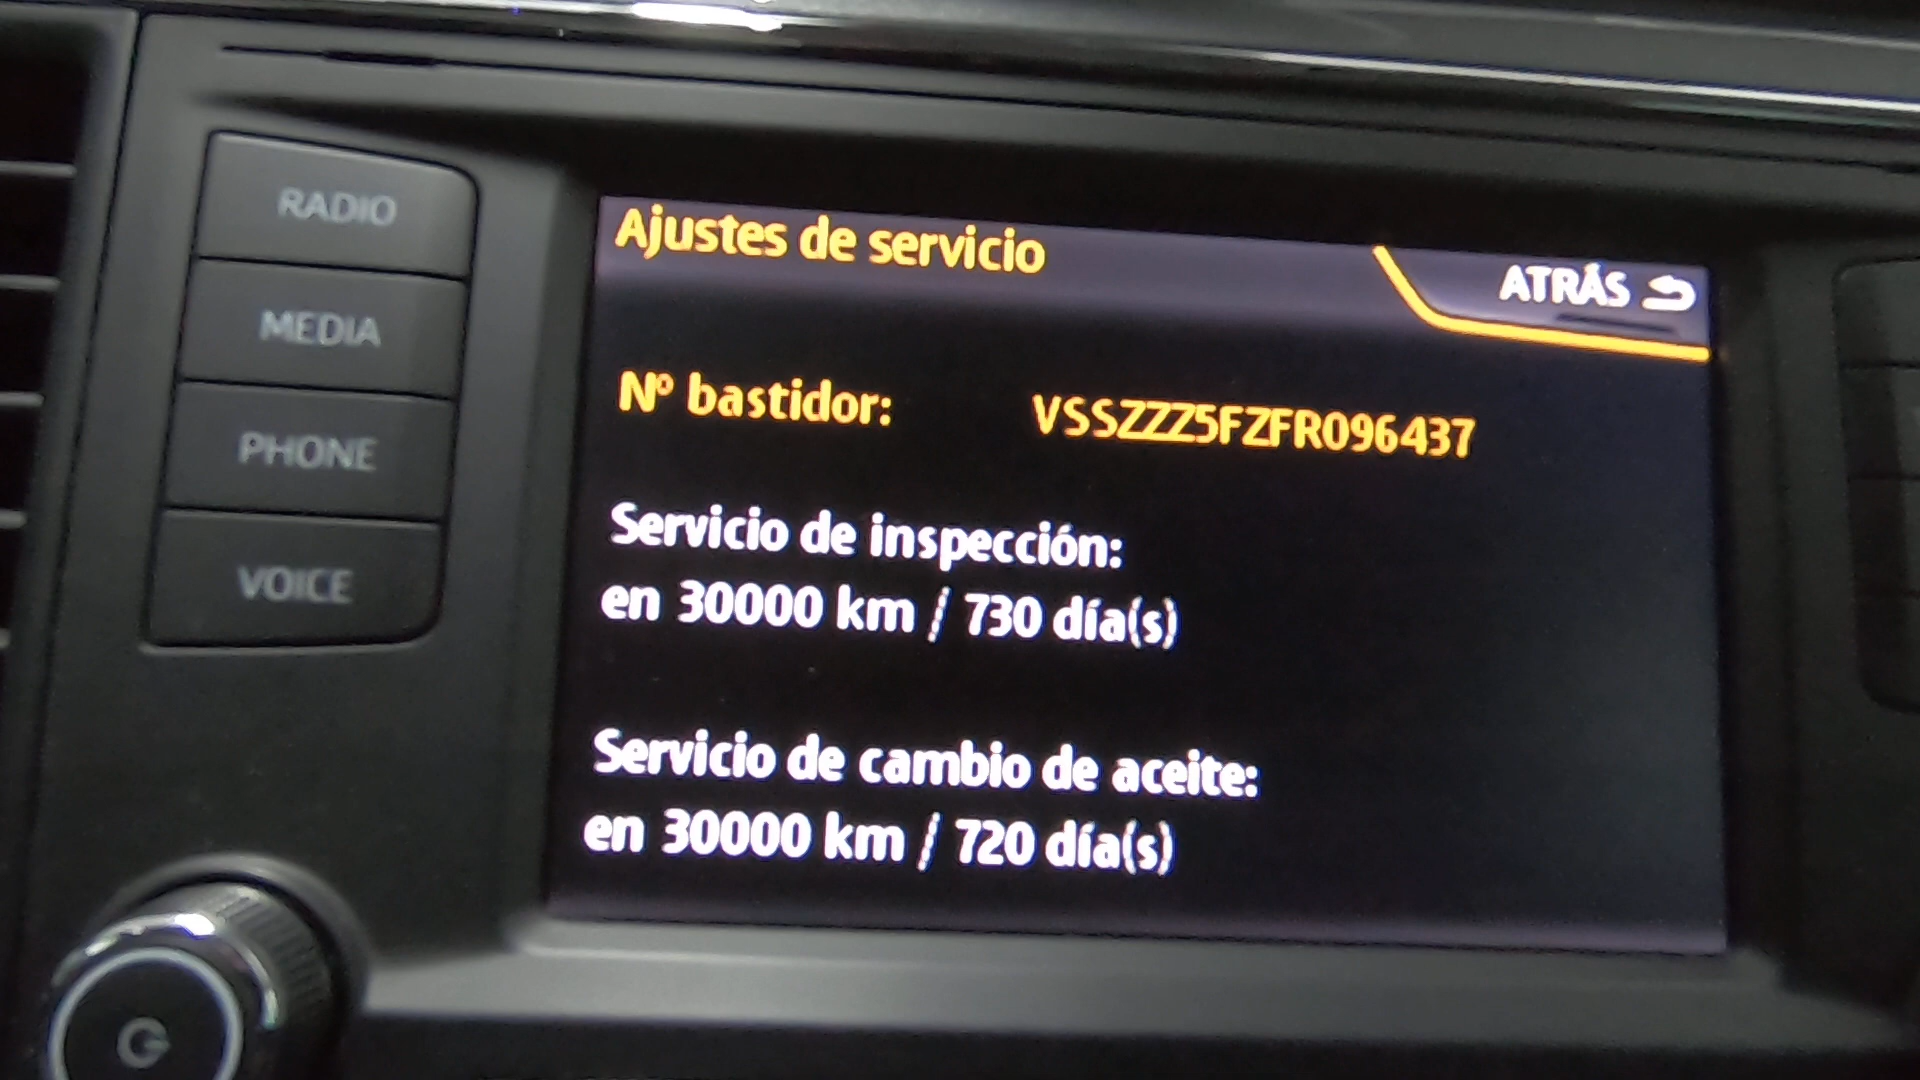 RADIO
MEDIA
PHONE
VOICE
Ajustes de servicio
ATRÁS
Nº bastidor: VSSZZZ5FZFR096437
Servicio de inspección:
en 30000 km / 730 día(s)
Servicio de cambio de aceite:
en 30000 km / 720 día(s)